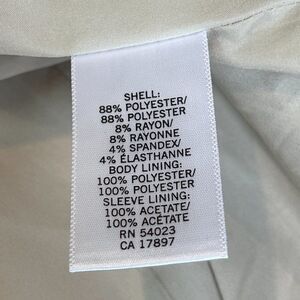 SHELL:
88% POLYESTER/
88% POLYESTER
8% RAYON/
8% RAYONNE
4% SPANDEX/
4% ÉLASTHANNE
BODY LINING:
100% POLYESTER/
100% POLYESTER
SLEEVE LINING:
100% ACETATE/
100% ACÉTATE
RN 54023
CA 17897